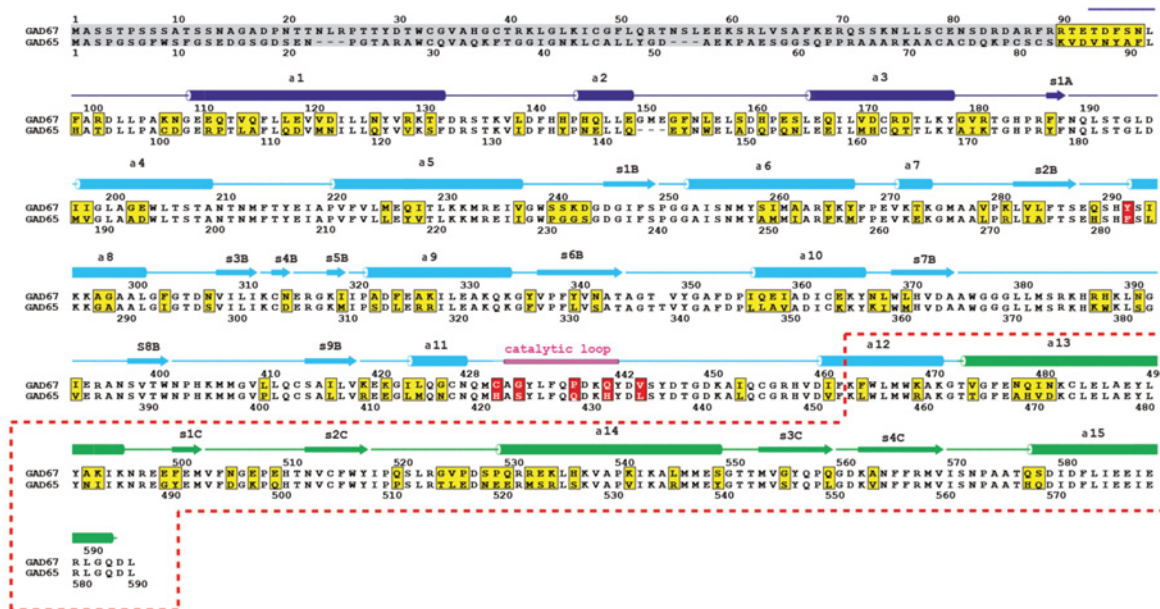 1 10 20 30 40 50 60 70 80 90
GAD67 MASSTPSSSATSSNAGADPNTTNLRPTTYDTWCGVAHGCTRKLGLKICGFLQRTNSLEEKSRLVSAFKERQSSKNLLSCENSDRDARFRRTETDFSNL
GAD65 MASPGSGFWSFGSEDGSGDSEN---PGTARAWCQVAQKFTGGIGNKLCALLYGD---AEKPAESGGSQPPRAAARKAACACDQKPCSCSKVDVNYAFL
1 10 20 30 40 50 60 70 80 90
a1 a2 a3 s1A
100 110 120 130 140 150 160 170 180 190
GAD67 FARDLLPAKNGEEQTVQFLLEVVDILLNYVRKTFDRSTKVLDFHHPHQLLEGMEGFNLELSDHPESLEQILVDCRDTLKYGVRTGHPRFFNQLSTGLD
GAD65 HATDLLPACDGERPTLAFLQDVMNILLQYVVKSFDRSTKVIDFHYPNELLQ---EYNWELADQPQNLEEILMHCQTTLKYAIKTGHPRYFNQLSTGLD
100 110 120 130 140 150 160 170 180
a4 a5 s1B a6 a7 s2B
200 210 220 230 240 250 260 270 280 290
GAD67 IIGLAGEWLTSTANTNMFTYEIAPVFVLMEQITLKKMREIVGWSSKDGDGIFSPGGAISNMYSIMAARYKYFPEVKTKGMAAVPKLVLFTSEQSHYSI
GAD65 MVGLAADWLTSTANTNMFTYEIAPVFVLLEYVTLKKMREIIGWPGGSGDGIFSPGGAISNMYAMMIARFKMFPEVKEKGMAALPRLIAFTSEHSHFSL
190 200 210 220 230 240 250 260 270 280
a8 s3B s4B s5B a9 s6B a10 s7B
300 310 320 330 340 350 360 370 380
GAD67 KKAGAALGFGTDNVILIKCNERGKIIPADFEAKILEAKQKGYVPFYVNATAGTTVYGAFDPIQEIADICEKYNLWLHVDAAWGGGLLMSRKHRHKLNG
GAD65 KKGAAALGIGTDSVILIKCDERGKMIPSDLERRILEAKQKGFVPFLVSATAGTTVYGAFDPLLAVADICKKYKIWMHVDAAWGGGLLMSRKHKWKLSG
290 300 310 320 330 340 350 360 370 380
S8B s9B a11 catalytic loop a12 a13
400 410 420 428 442 450 460 470 480 490
GAD67 IERANSVTWNPHKMMGVLLQCSAILVKEKGILQGCNQMCAGYLFQPDKQYDVSYDTGDKAIQCGRHVDIFKFWLMWKAKGTVGFENQINKCLELAEYL
GAD65 VERANSVTWNPHKMMGVPLQCSALLVREEGLMQNCNQMHASYLFQQDKHYDLSYDTGDKALQCGRHVDVFKLWLMWRAKGTTGFEAHVDKCLELAEYL
390 400 410 420 430 440 450 460 470 480
s1C s2C a14 s3C s4C a15
500 510 520 530 540 550 560 570 580
GAD67 YAKIKNREEFEMVFNGEPEHTNVCFWYIPQSLRGVPDSPQRREKLHKVAPKIKALMMESGTTMVGYQPQGDKANFFRMVISNPAATQSDIDFLIEEIE
GAD65 YNIIKNREGYEMVFDGKPQHTNVCFWYIPPSLRTLEDNEERMSRLSKVAPVIKARMMEYGTTMVSYQPLGDKVNFFRMVISNPAATHQDIDFLIEEIE
490 500 510 520 530 540 550 560 570
590
GAD67 RLGQDL
GAD65 RLGQDL
580 590